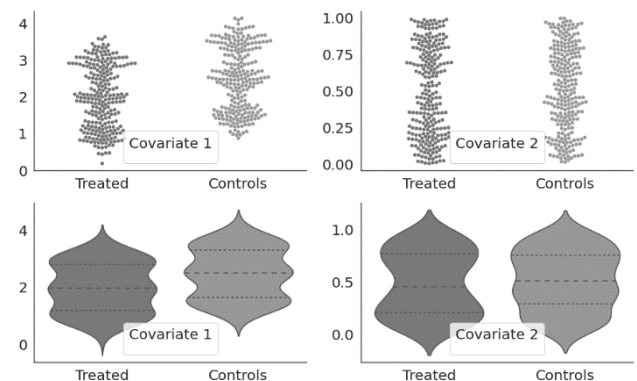 4
3
2
1
0
Covariate 1
Treated
Controls
1.00
0.75
0.50
0.25
0.00
Covariate 2
Treated
Controls
4
2
0
Covariate 1
Treated
Controls
1.0
0.5
0.0
Covariate 2
Treated
Controls